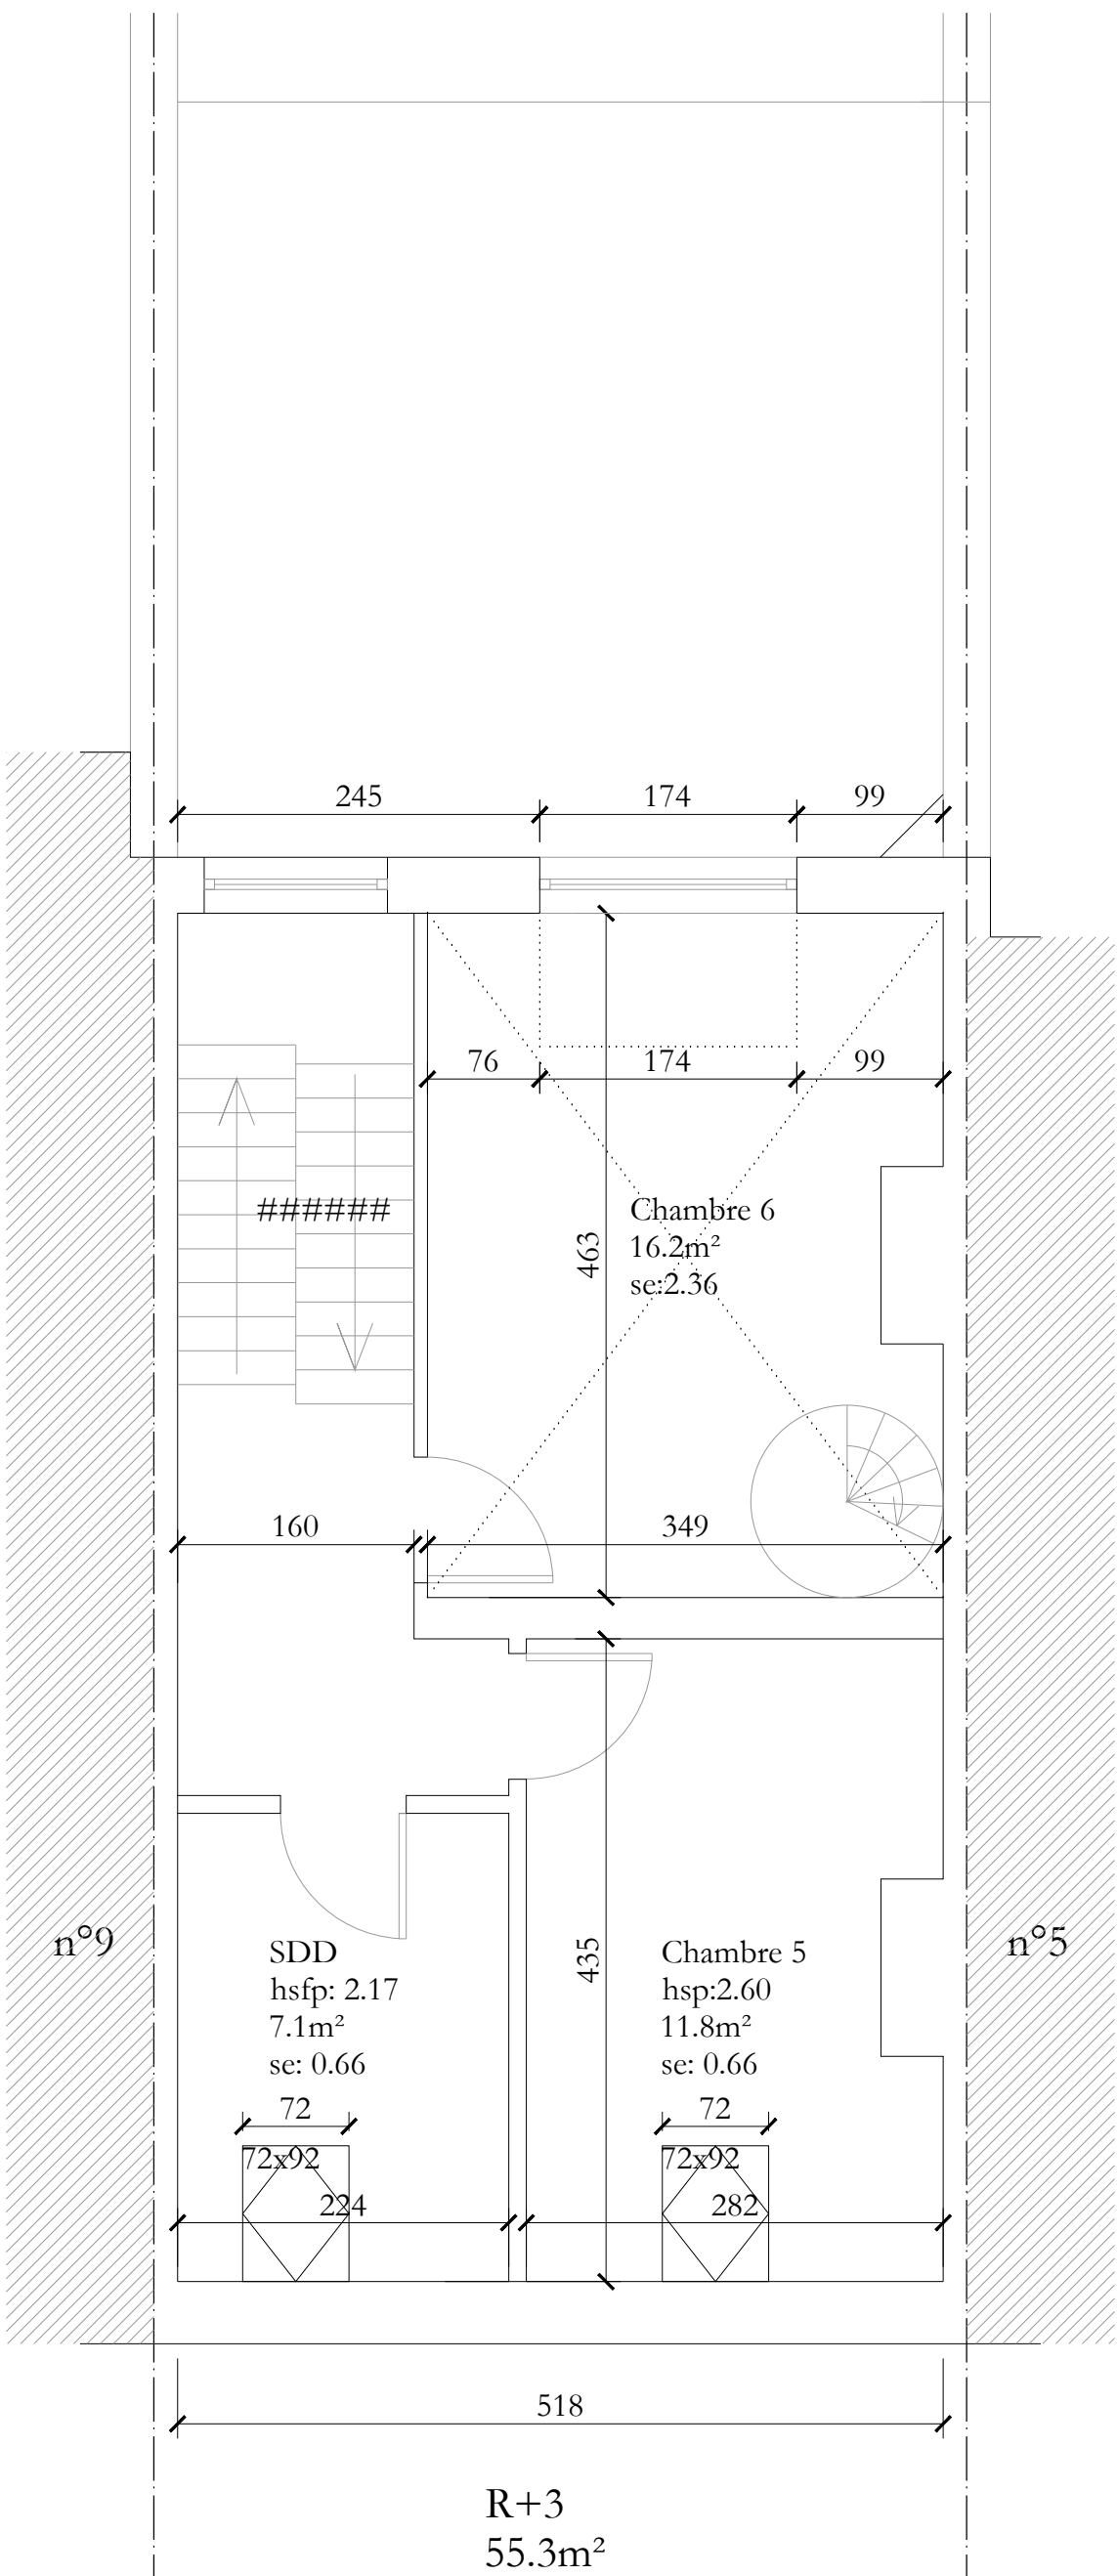 245
174
99
76
174
99
######
Chambre 6
16.2m²
se:2.36
463
160
349
n°9
SDD
hsfp: 2.17
7.1m²
se: 0.66
435
Chambre 5
hsp:2.60
11.8m²
se: 0.66
n°5
72
72x92
224
72
72x92
282
518
R+3
55.3m²